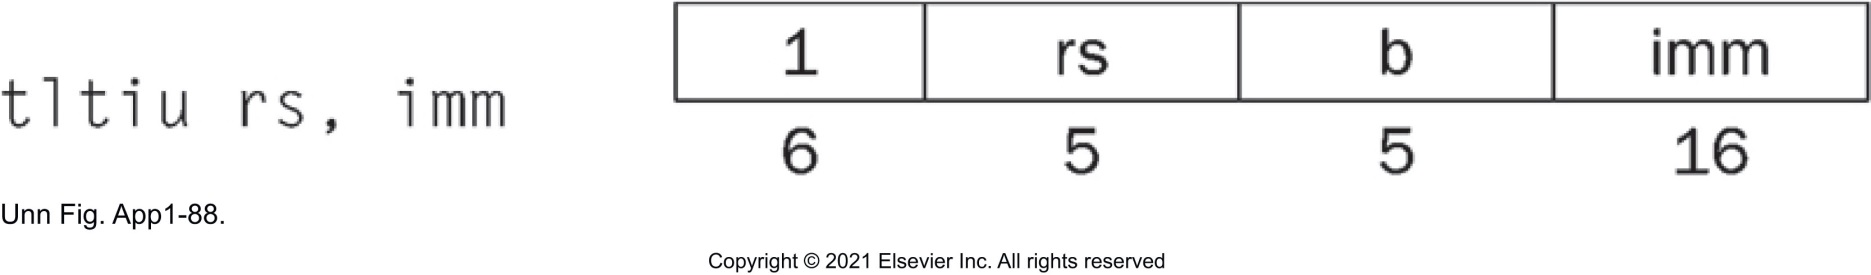 tltiu rs, imm
1 rs b imm
6 5 5 16
Unn Fig. App1-88.
Copyright © 2021 Elsevier Inc. All rights reserved